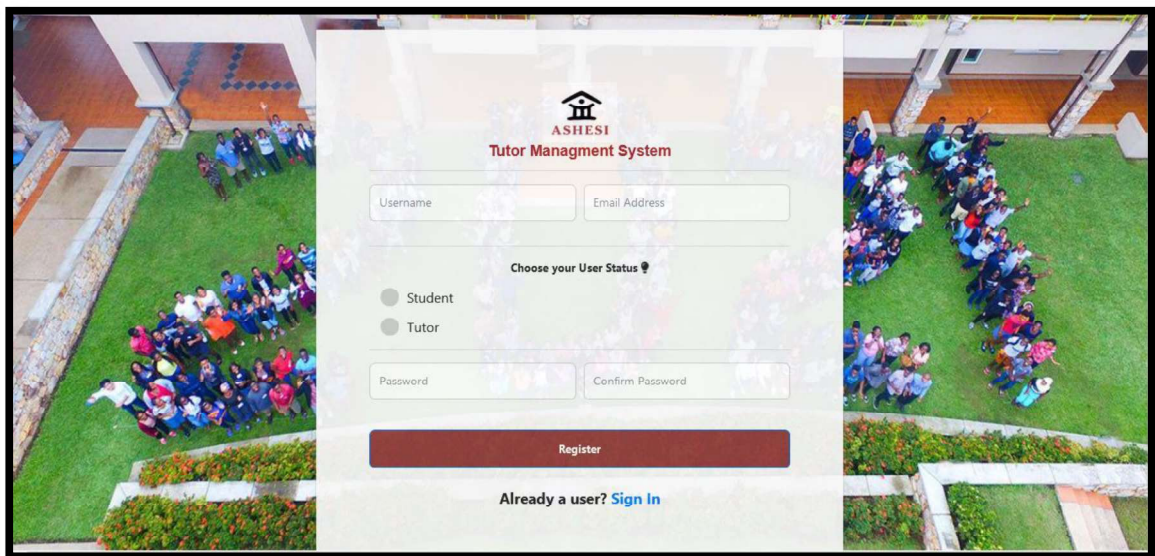 ASHESI
Tutor Managment System
Username Email Address
Choose your User Status
Student
Tutor
Password Confirm Password
Register
Already a user? Sign In